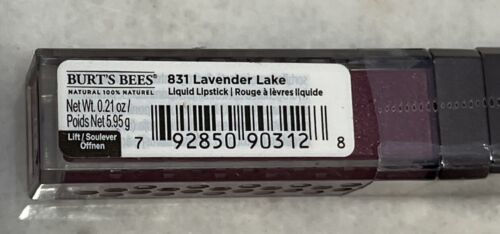 BURT'S BEES
NATURAL 100% NATUREL
831 Lavender Lake
Liquid Lipstick | Rouge à lèvres liquide
Net Wt. 0.21 oz /
Poids Net 5.95 g
Lift / Soulever
Öffnen
7 92850 90312 8